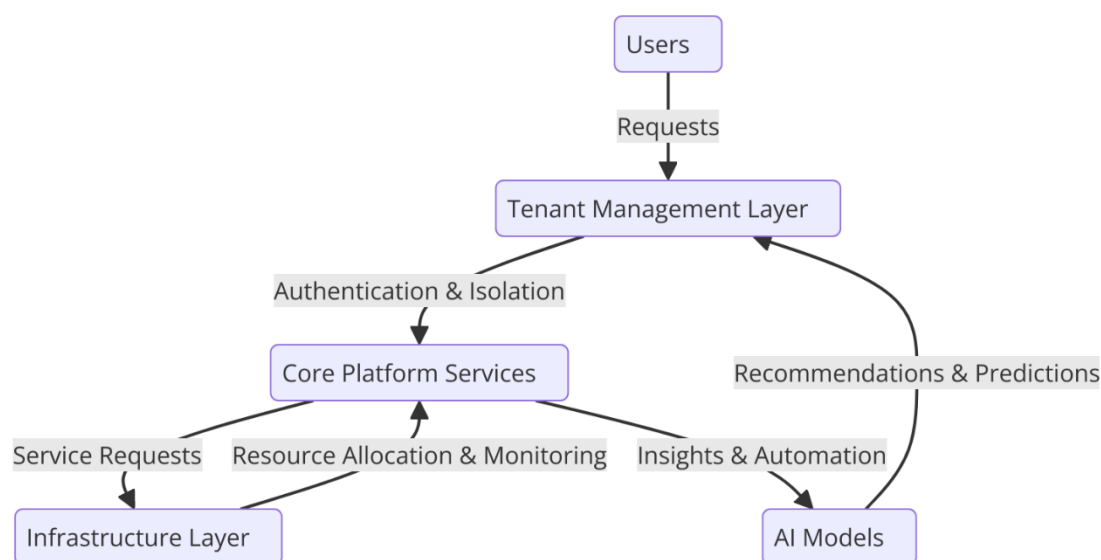 Users
Requests
Tenant Management Layer
Authentication & Isolation
Core Platform Services
Recommendations & Predictions
Service Requests
Resource Allocation & Monitoring
Insights & Automation
Infrastructure Layer
AI Models